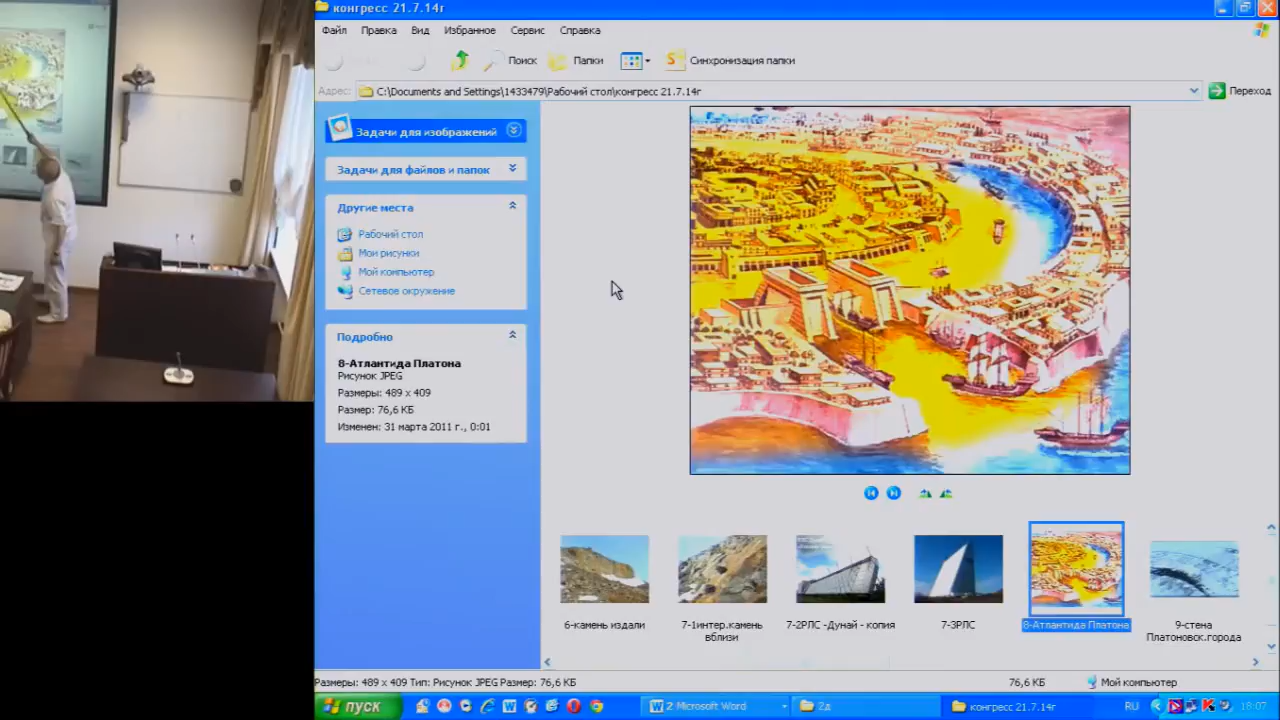 конгресс 21.7.14г
Файл Правка Вид Избранное Сервис Справка
Поиск Папки Синхронизация папки
Адрес: C:\Documents and Settings\1433479\Рабочий стол\конгресс 21.7.14г Переход
Задачи для изображений
Задачи для файлов и папок
Другие места
Рабочий стол
Мои рисунки
Мой компьютер
Сетевое окружение
Подробно
8-Атлантида Платона
Рисунок JPEG
Размеры: 489 x 409
Размер: 76,6 КБ
Изменен: 31 марта 2011 г., 0:01
6-камень издали
7-1интер.камень вблизи
7-2РЛС -Дунай - копия
7-3РЛС
8-Атлантида Платона
9-стена Платоновск.города
Размеры: 489 x 409 Тип: Рисунок JPEG Размер: 76,6 КБ 76,6 КБ Мой компьютер
пуск 2 Microsoft Word 2д конгресс 21.7.14г RU 18:07